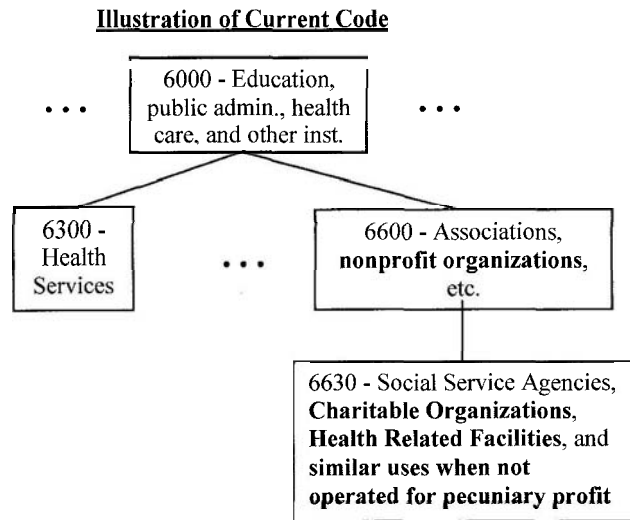 Illustration of Current Code
6000 - Education,
public admin., health
care, and other inst.
6300 -
Health
Services
6600 - Associations,
nonprofit organizations,
etc.
6630 - Social Service Agencies,
Charitable Organizations,
Health Related Facilities, and
similar uses when not
operated for pecuniary profit